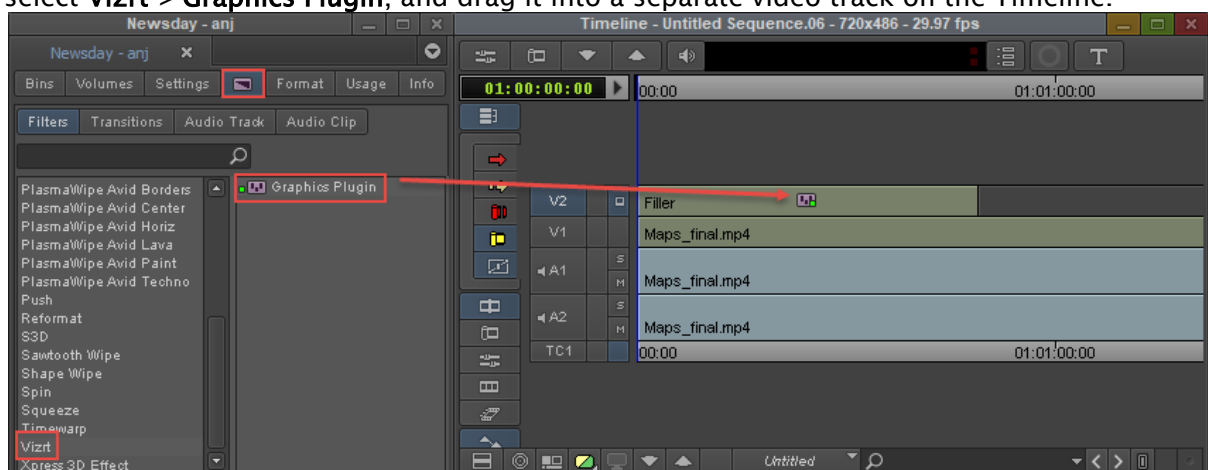 select Vizrt > Graphics Plugin, and drag it into a separate video track on the Timeline.
Newsday - anj
Newsday - anj
Bins Volumes Settings Format Usage Info
Filters Transitions Audio Track Audio Clip
PlasmaWipe Avid Borders
PlasmaWipe Avid Center
PlasmaWipe Avid Horiz
PlasmaWipe Avid Lava
PlasmaWipe Avid Paint
PlasmaWipe Avid Techno
Push
Reformat
S3D
Sawtooth Wipe
Shape Wipe
Spin
Squeeze
Timewarp
Vizrt
Xpress 3D Effect
Graphics Plugin
Timeline - Untitled Sequence.06 - 720x486 - 29.97 fps
T
01:00:00:00 00:00 01:01:00:00
V2 Filler
V1 Maps_final.mp4
A1 S M Maps_final.mp4
A2 S M Maps_final.mp4
TC1 00:00 01:01:00:00
Untitled